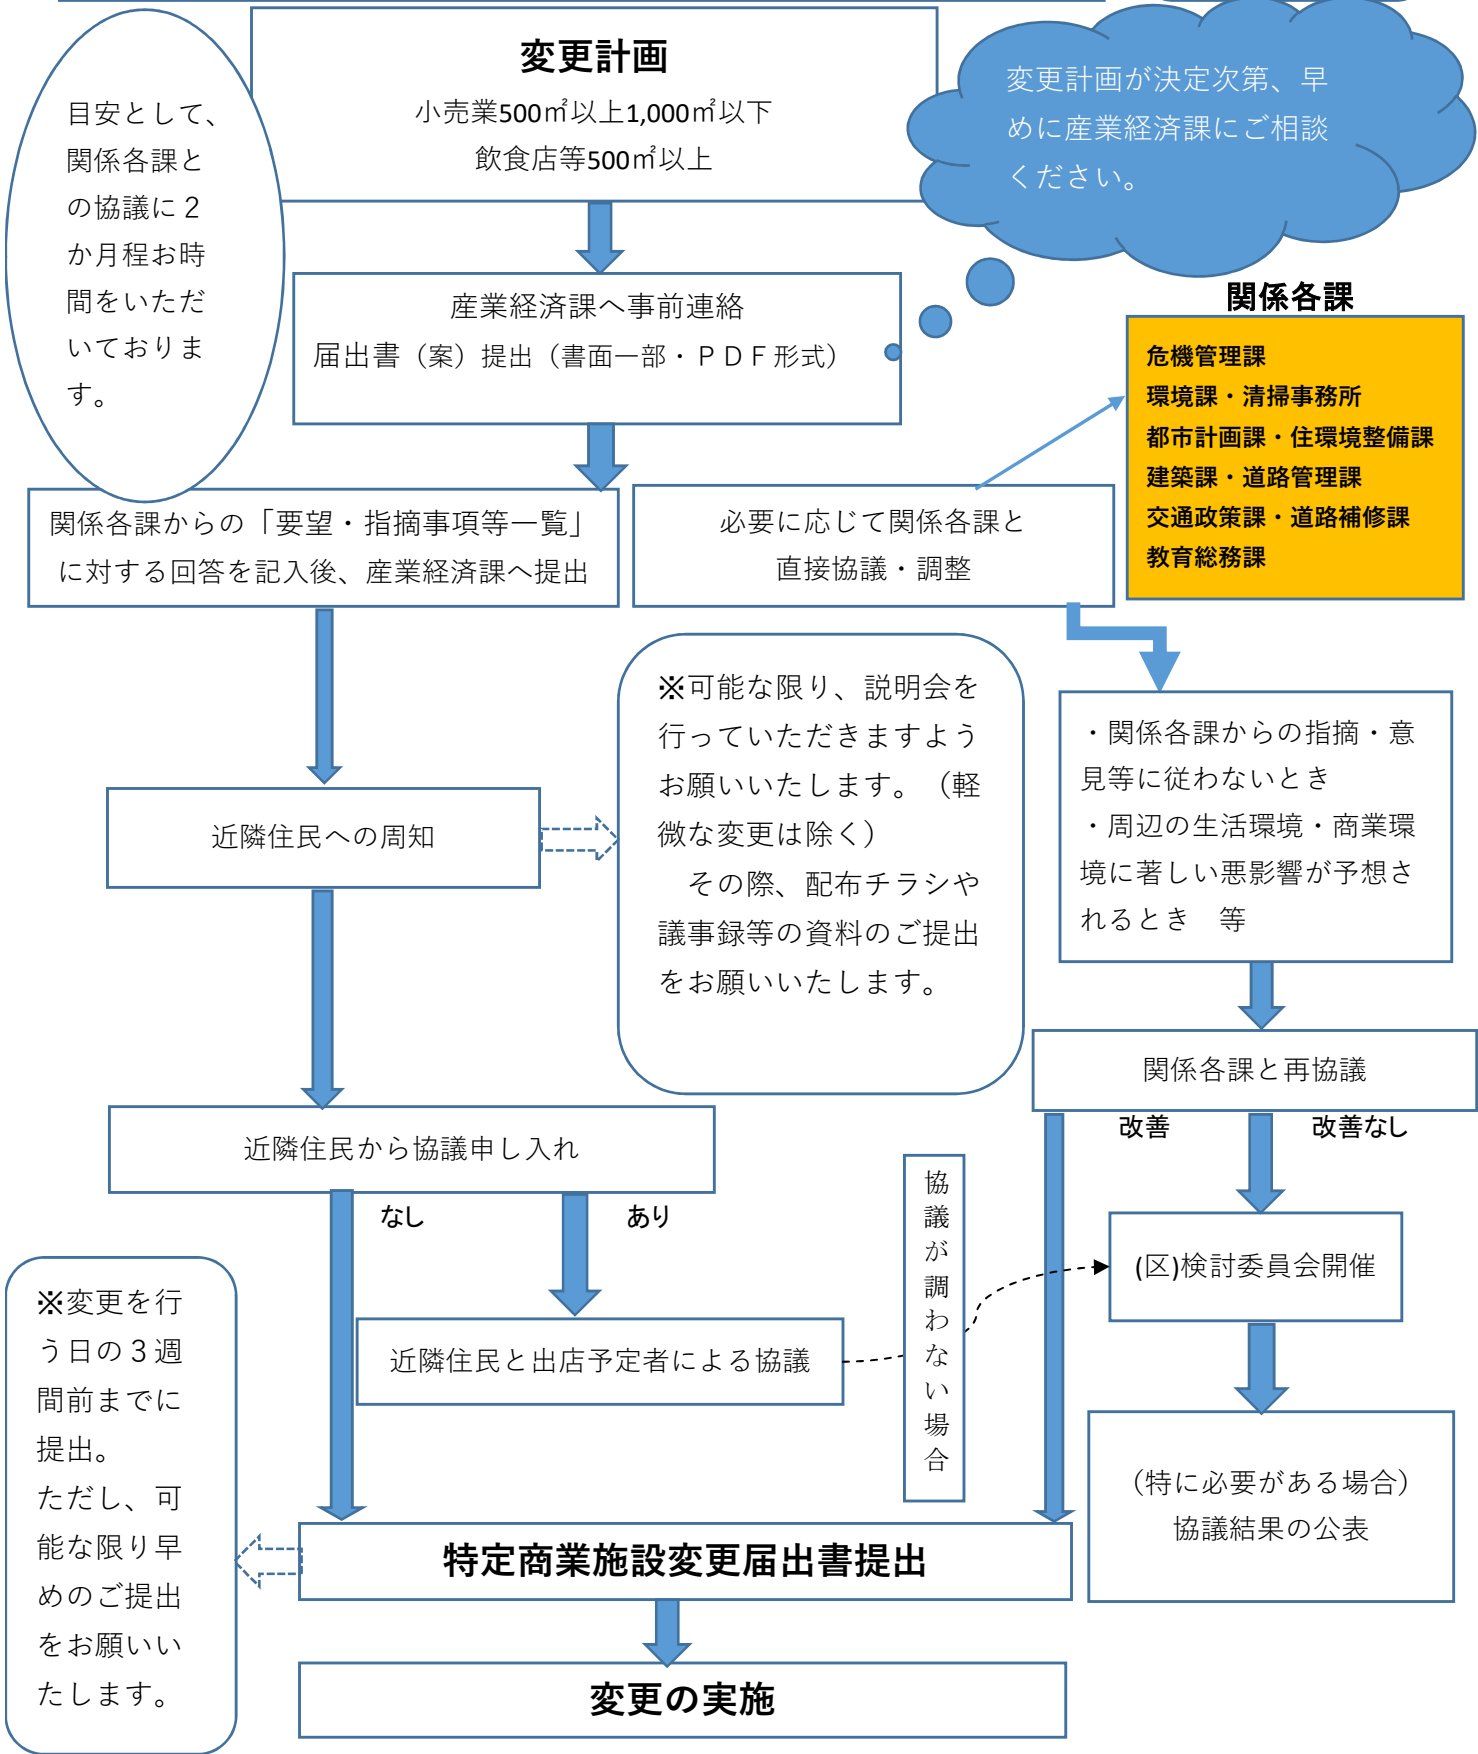 変更計画
小売業500㎡以上1,000㎡以下
飲食店等500㎡以上
変更計画が決定次第、早
めに産業経済課にご相談
ください。
目安として、
関係各課と
の協議に２
か月程お時
間をいただ
いておりま
す。
産業経済課へ事前連絡
届出書（案）提出（書面一部・ＰＤＦ形式）
関係各課
危機管理課
環境課・清掃事務所
都市計画課・住環境整備課
建築課・道路管理課
交通政策課・道路補修課
教育総務課
関係各課からの「要望・指摘事項等一覧」
に対する回答を記入後、産業経済課へ提出
必要に応じて関係各課と
直接協議・調整
※可能な限り、説明会を
行っていただきますよう
お願いいたします。（軽
微な変更は除く）
その際、配布チラシや
議事録等の資料のご提出
をお願いいたします。
・関係各課からの指摘・意
見等に従わないとき
・周辺の生活環境・商業環
境に著しい悪影響が予想さ
れるとき　等
近隣住民への周知
関係各課と再協議
改善
改善なし
近隣住民から協議申し入れ
なし
あり
協議が調わない場合
(区)検討委員会開催
※変更を行
う日の３週
間前までに
提出。
ただし、可
能な限り早
めのご提出
をお願いい
たします。
近隣住民と出店予定者による協議
（特に必要がある場合）
協議結果の公表
特定商業施設変更届出書提出
変更の実施